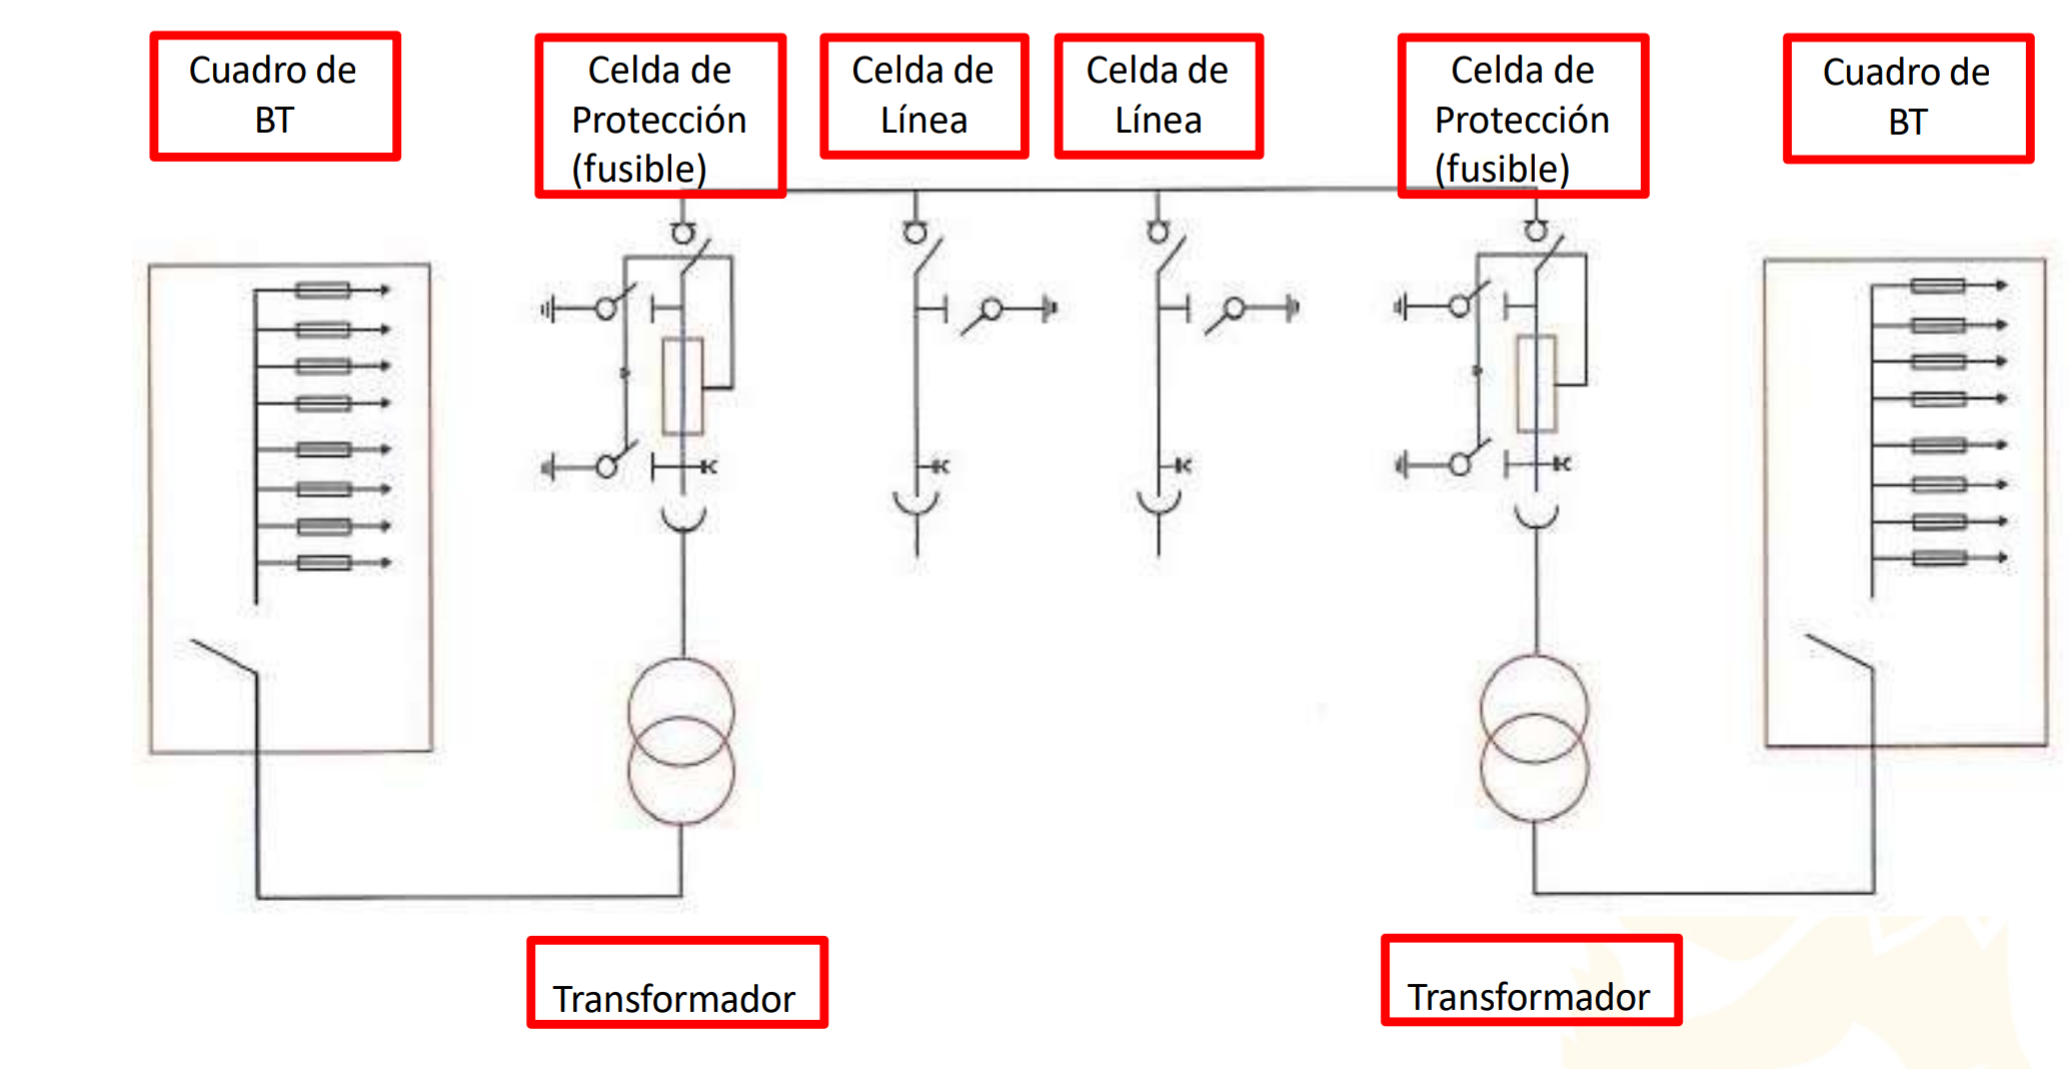 Cuadro de
BT
Celda de
Protección
(fusible)
Celda de
Línea
Celda de
Línea
Celda de
Protección
(fusible)
Cuadro de
BT
Transformador
Transformador